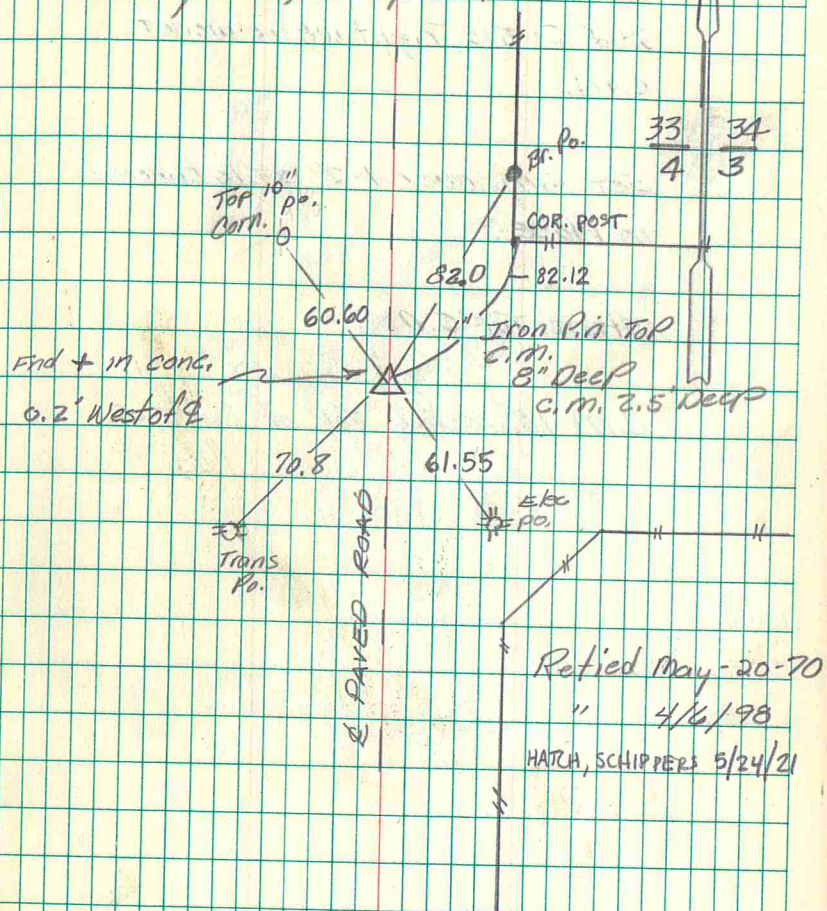 33 34
4 3
Br. Po.
Top 10" po.
Corn.
COR. POST
82.0
82.12
60.60
1" Iron Pin Top
C.M.
8" Deep
C.M. 2.5' Deep
Fnd + in conc.
0.2' West of ℄
70.8
61.55
Elec
po.
Trans
Po.
℄ PAVED ROAD
Retied May-20-70
" 4/6/98
HATCH, SCHIPPERS 5/24/21